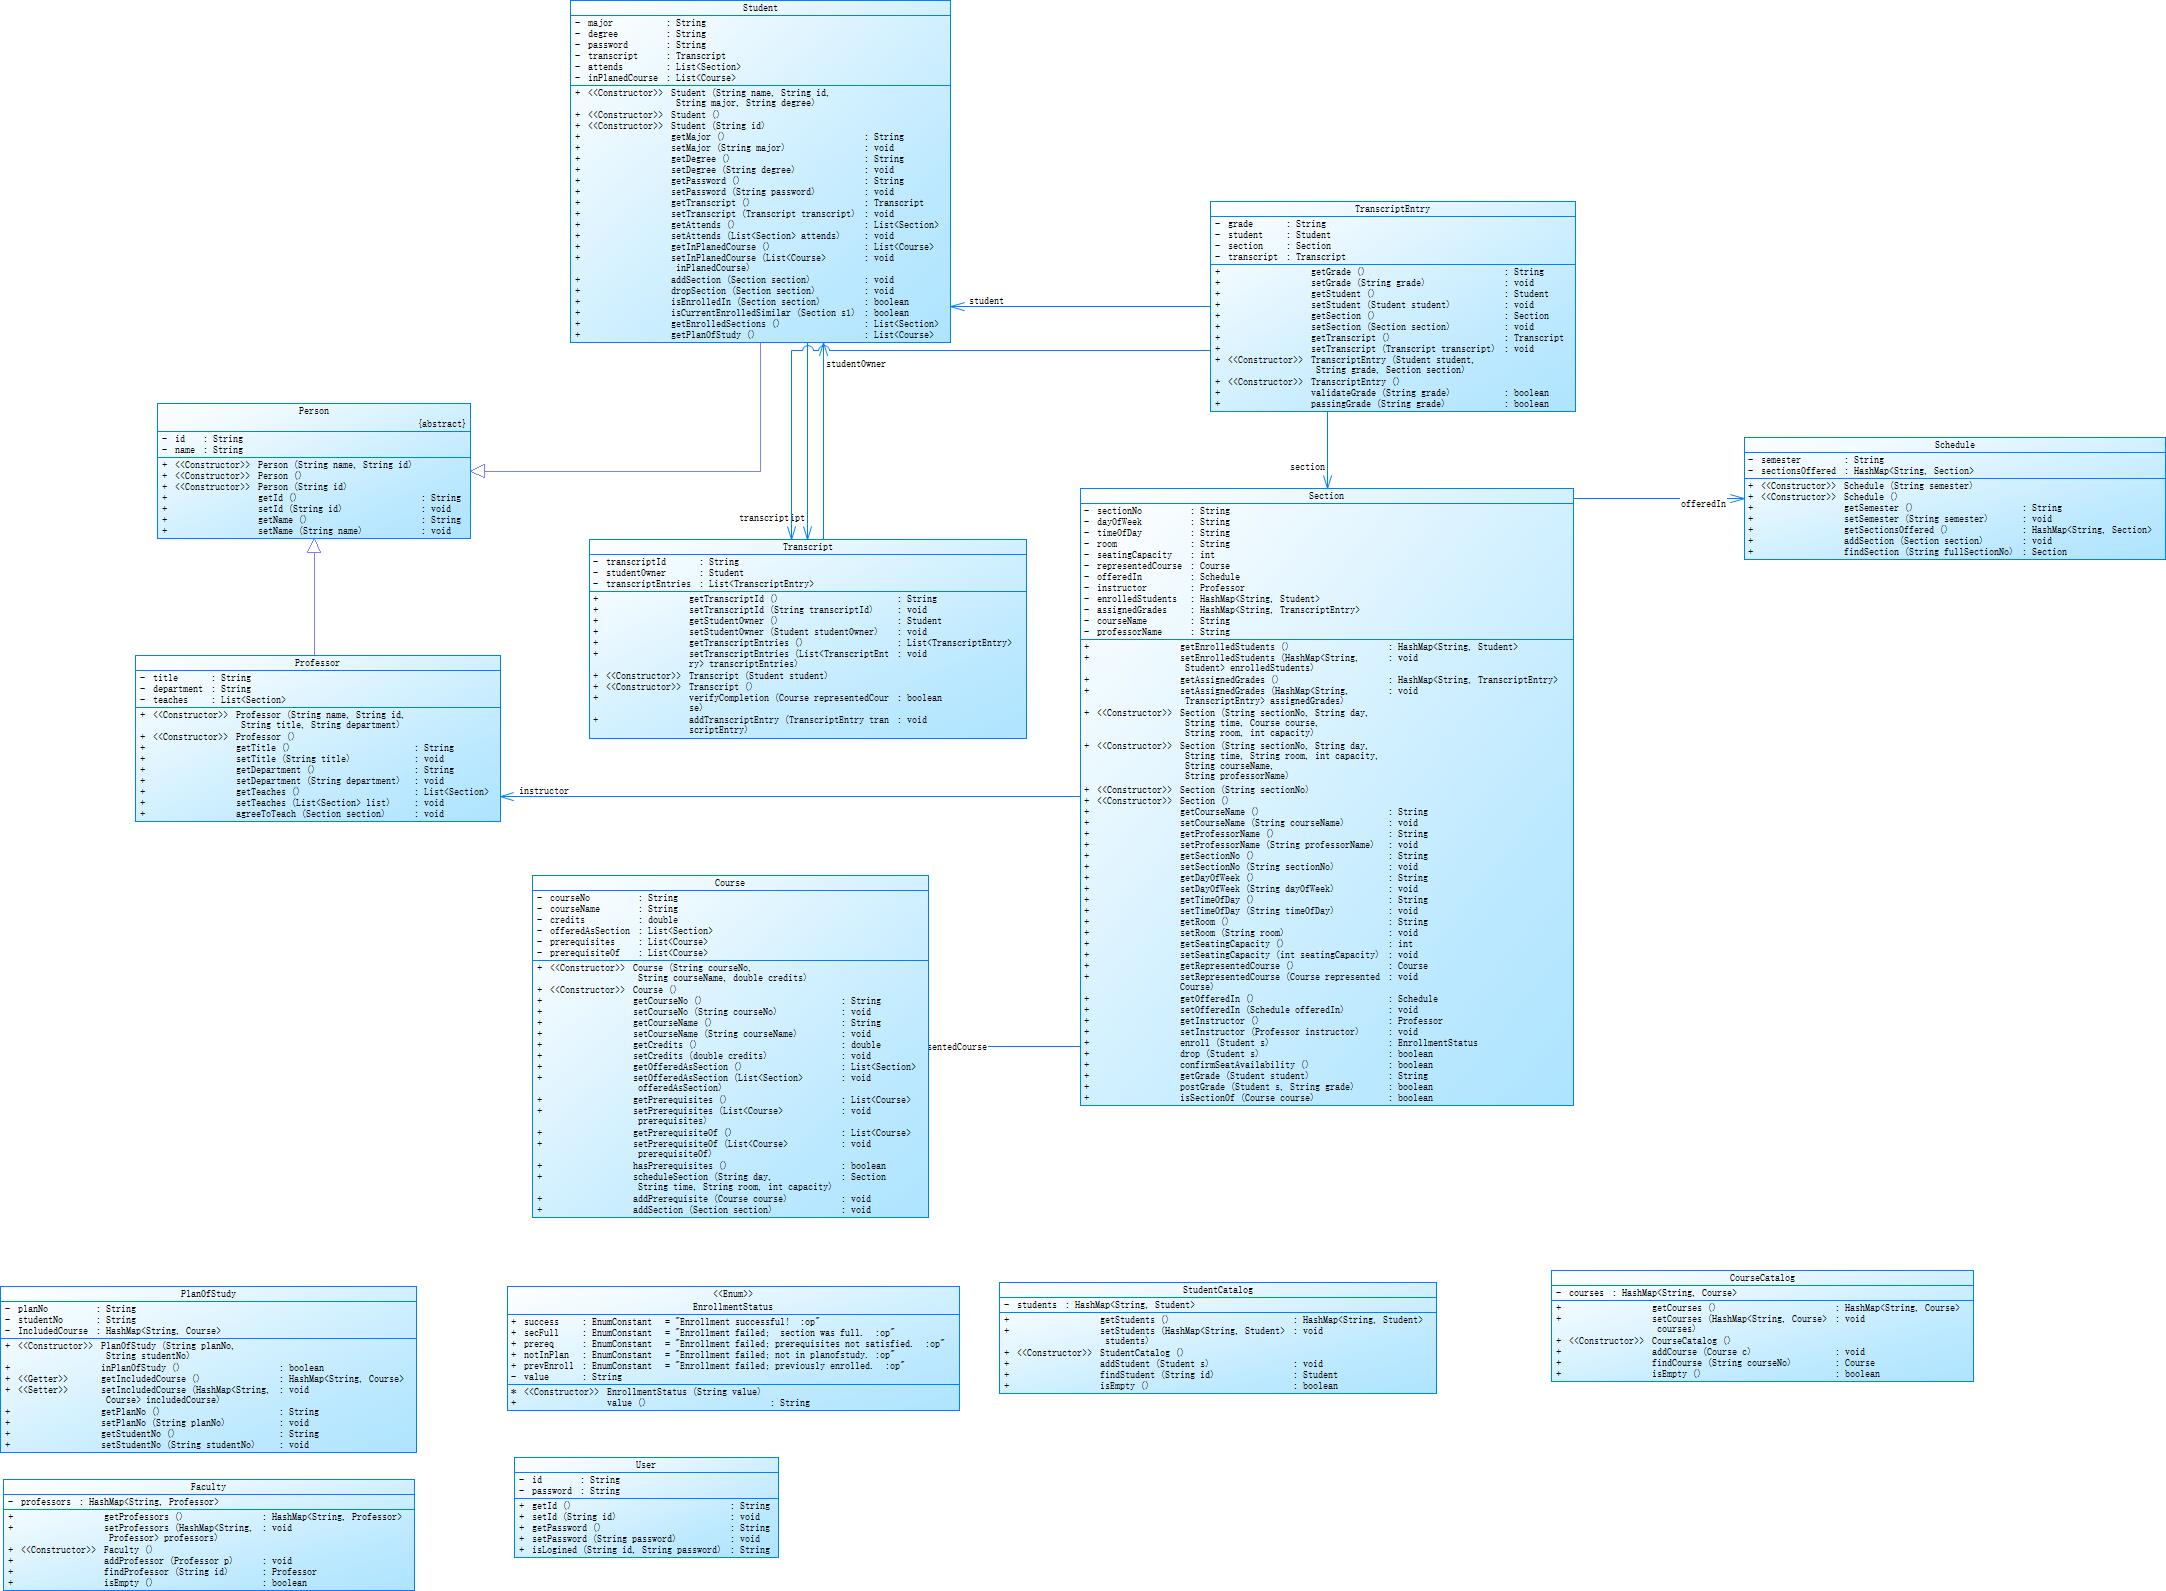 Student
- major : String
- degree : String
- password : String
- transcript : Transcript
- attends : List<Section>
- inPlanedCourse : List<Course>
+ <<Constructor>> Student (String name, String id,
String major, String degree)
+ <<Constructor>> Student ()
+ <<Constructor>> Student (String id)
+ getMajor () : String
+ setMajor (String major) : void
+ getDegree () : String
+ setDegree (String degree) : void
+ getPassword () : String
+ setPassword (String password) : void
+ getTranscript () : Transcript
+ setTranscript (Transcript transcript) : void
+ getAttends () : List<Section>
+ setAttends (List<Section> attends) : void
+ getInPlanedCourse () : List<Course>
+ setInPlanedCourse (List<Course> : void
inPlanedCourse)
+ addSection (Section section) : void
+ dropSection (Section section) : void
+ isEnrolledIn (Section section) : boolean
+ isCurrentEnrolledSimilar (Section s1) : boolean
+ getEnrolledSections () : List<Section>
+ getPlanOfStudy () : List<Course>
TranscriptEntry
- grade : String
- student : Student
- section : Section
- transcript : Transcript
+ getGrade () : String
+ setGrade (String grade) : void
+ getStudent () : Student
+ setStudent (Student student) : void
+ getSection () : Section
+ setSection (Section section) : void
+ getTranscript () : Transcript
+ setTranscript (Transcript transcript) : void
+ <<Constructor>> TranscriptEntry (Student student,
String grade, Section section)
+ <<Constructor>> TranscriptEntry ()
+ validateGrade (String grade) : boolean
+ passingGrade (String grade) : boolean
student
studentOwner
Person
{abstract}
- id : String
- name : String
+ <<Constructor>> Person (String name, String id)
+ <<Constructor>> Person ()
+ <<Constructor>> Person (String id)
+ getId () : String
+ setId (String id) : void
+ getName () : String
+ setName (String name) : void
section
Schedule
- semester : String
- sectionsOffered : HashMap<String, Section>
+ <<Constructor>> Schedule (String semester)
+ <<Constructor>> Schedule ()
+ getSemester () : String
+ setSemester (String semester) : void
+ getSectionsOffered () : HashMap<String, Section>
+ addSection (Section section) : void
+ findSection (String fullSectionNo) : Section
offeredIn
transcript ipt
Transcript
- transcriptId : String
- studentOwner : Student
- transcriptEntries : List<TranscriptEntry>
+ getTranscriptId () : String
+ setTranscriptId (String transcriptId) : void
+ getStudentOwner () : Student
+ setStudentOwner (Student studentOwner) : void
+ getTranscriptEntries () : List<TranscriptEntry>
+ setTranscriptEntries (List<TranscriptEnt : void
ry> transcriptEntries)
+ <<Constructor>> Transcript (Student student)
+ <<Constructor>> Transcript ()
+ verifyCompletion (Course representedCour : boolean
se)
+ addTranscriptEntry (TranscriptEntry tran : void
scriptEntry)
Section
- sectionNo : String
- dayOfWeek : String
- timeOfDay : String
- room : String
- seatingCapacity : int
- representedCourse : Course
- offeredIn : Schedule
- instructor : Professor
- enrolledStudents : HashMap<String, Student>
- assignedGrades : HashMap<String, TranscriptEntry>
- courseName : String
- professorName : String
+ getEnrolledStudents () : HashMap<String, Student>
+ setEnrolledStudents (HashMap<String, : void
Student> enrolledStudents)
+ getAssignedGrades () : HashMap<String, TranscriptEntry>
+ setAssignedGrades (HashMap<String, : void
TranscriptEntry> assignedGrades)
+ <<Constructor>> Section (String sectionNo, String day,
String time, Course course,
String room, int capacity)
+ <<Constructor>> Section (String sectionNo, String day,
String time, String room, int capacity,
String courseName,
String professorName)
+ <<Constructor>> Section (String sectionNo)
+ <<Constructor>> Section ()
+ getCourseName () : String
+ setCourseName (String courseName) : void
+ getProfessorName () : String
+ setProfessorName (String professorName) : void
+ getSectionNo () : String
+ setSectionNo (String sectionNo) : void
+ getDayOfWeek () : String
+ setDayOfWeek (String dayOfWeek) : void
+ getTimeOfDay () : String
+ setTimeOfDay (String timeOfDay) : void
+ getRoom () : String
+ setRoom (String room) : void
+ getSeatingCapacity () : int
+ setSeatingCapacity (int seatingCapacity) : void
+ getRepresentedCourse () : Course
+ setRepresentedCourse (Course represented : void
Course)
+ getOfferedIn () : Schedule
+ setOfferedIn (Schedule offeredIn) : void
+ getInstructor () : Professor
+ setInstructor (Professor instructor) : void
+ enroll (Student s) : EnrollmentStatus
+ drop (Student s) : boolean
+ confirmSeatAvailability () : boolean
+ getGrade (Student student) : String
+ postGrade (Student s, String grade) : boolean
+ isSectionOf (Course course) : boolean
Professor
- title : String
- department : String
- teaches : List<Section>
+ <<Constructor>> Professor (String name, String id,
String title, String department)
+ <<Constructor>> Professor ()
+ getTitle () : String
+ setTitle (String title) : void
+ getDepartment () : String
+ setDepartment (String department) : void
+ getTeaches () : List<Section>
+ setTeaches (List<Section> list) : void
+ agreeToTeach (Section section) : void
instructor
Course
- courseNo : String
- courseName : String
- credits : double
- offeredAsSection : List<Section>
- prerequisites : List<Course>
- prerequisiteOf : List<Course>
+ <<Constructor>> Course (String courseNo,
String courseName, double credits)
+ <<Constructor>> Course ()
+ getCourseNo () : String
+ setCourseNo (String courseNo) : void
+ getCourseName () : String
+ setCourseName (String courseName) : void
+ getCredits () : double
+ setCredits (double credits) : void
+ getOfferedAsSection () : List<Section>
+ setOfferedAsSection (List<Section> : void
offeredAsSection)
+ getPrerequisites () : List<Course>
+ setPrerequisites (List<Course> : void
prerequisites)
+ getPrerequisiteOf () : List<Course>
+ setPrerequisiteOf (List<Course> : void
prerequisiteOf)
+ hasPrerequisites () : boolean
+ scheduleSection (String day, : Section
String time, String room, int capacity)
+ addPrerequisite (Course course) : void
+ addSection (Section section) : void
sentedCourse
PlanOfStudy
- planNo : String
- studentNo : String
- IncludedCourse : HashMap<String, Course>
+ <<Constructor>> PlanOfStudy (String planNo,
String studentNo)
+ inPlanOfStudy () : boolean
+ <<Getter>> getIncludedCourse () : HashMap<String, Course>
+ <<Setter>> setIncludedCourse (HashMap<String, : void
Course> includedCourse)
+ getPlanNo () : String
+ setPlanNo (String planNo) : void
+ getStudentNo () : String
+ setStudentNo (String studentNo) : void
<<Enum>>
EnrollmentStatus
+ success : EnumConstant = "Enrollment successful! :op"
+ secFull : EnumConstant = "Enrollment failed; section was full. :op"
+ prereq : EnumConstant = "Enrollment failed; prerequisites not satisfied. :op"
+ notInPlan : EnumConstant = "Enrollment failed; not in planofstudy. :op"
+ prevEnroll : EnumConstant = "Enrollment failed; previously enrolled. :op"
- value : String
* <<Constructor>> EnrollmentStatus (String value)
+ value () : String
StudentCatalog
- students : HashMap<String, Student>
+ getStudents () : HashMap<String, Student>
+ setStudents (HashMap<String, Student> : void
students)
+ <<Constructor>> StudentCatalog ()
+ addStudent (Student s) : void
+ findStudent (String id) : Student
+ isEmpty () : boolean
CourseCatalog
- courses : HashMap<String, Course>
+ getCourses () : HashMap<String, Course>
+ setCourses (HashMap<String, Course> : void
courses)
+ <<Constructor>> CourseCatalog ()
+ addCourse (Course c) : void
+ findCourse (String courseNo) : Course
+ isEmpty () : boolean
Faculty
- professors : HashMap<String, Professor>
+ getProfessors () : HashMap<String, Professor>
+ setProfessors (HashMap<String, : void
Professor> professors)
+ <<Constructor>> Faculty ()
+ addProfessor (Professor p) : void
+ findProfessor (String id) : Professor
+ isEmpty () : boolean
User
- id : String
- password : String
+ getId () : String
+ setId (String id) : void
+ getPassword () : String
+ setPassword (String password) : void
+ isLogined (String id, String password) : String